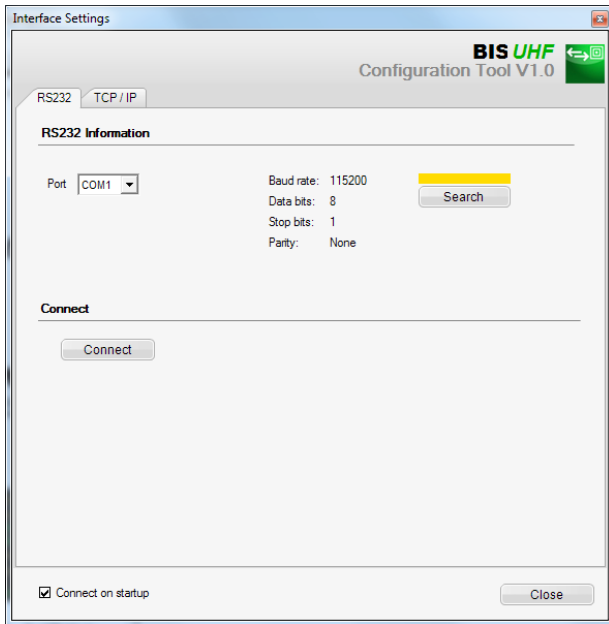 Interface Settings
BIS UHF
Configuration Tool V1.0
RS232 TCP / IP
RS232 Information
Port COM1 Baud rate: 115200 Search
Data bits: 8
Stop bits: 1
Parity: None
Connect
Connect
Connect on startup Close